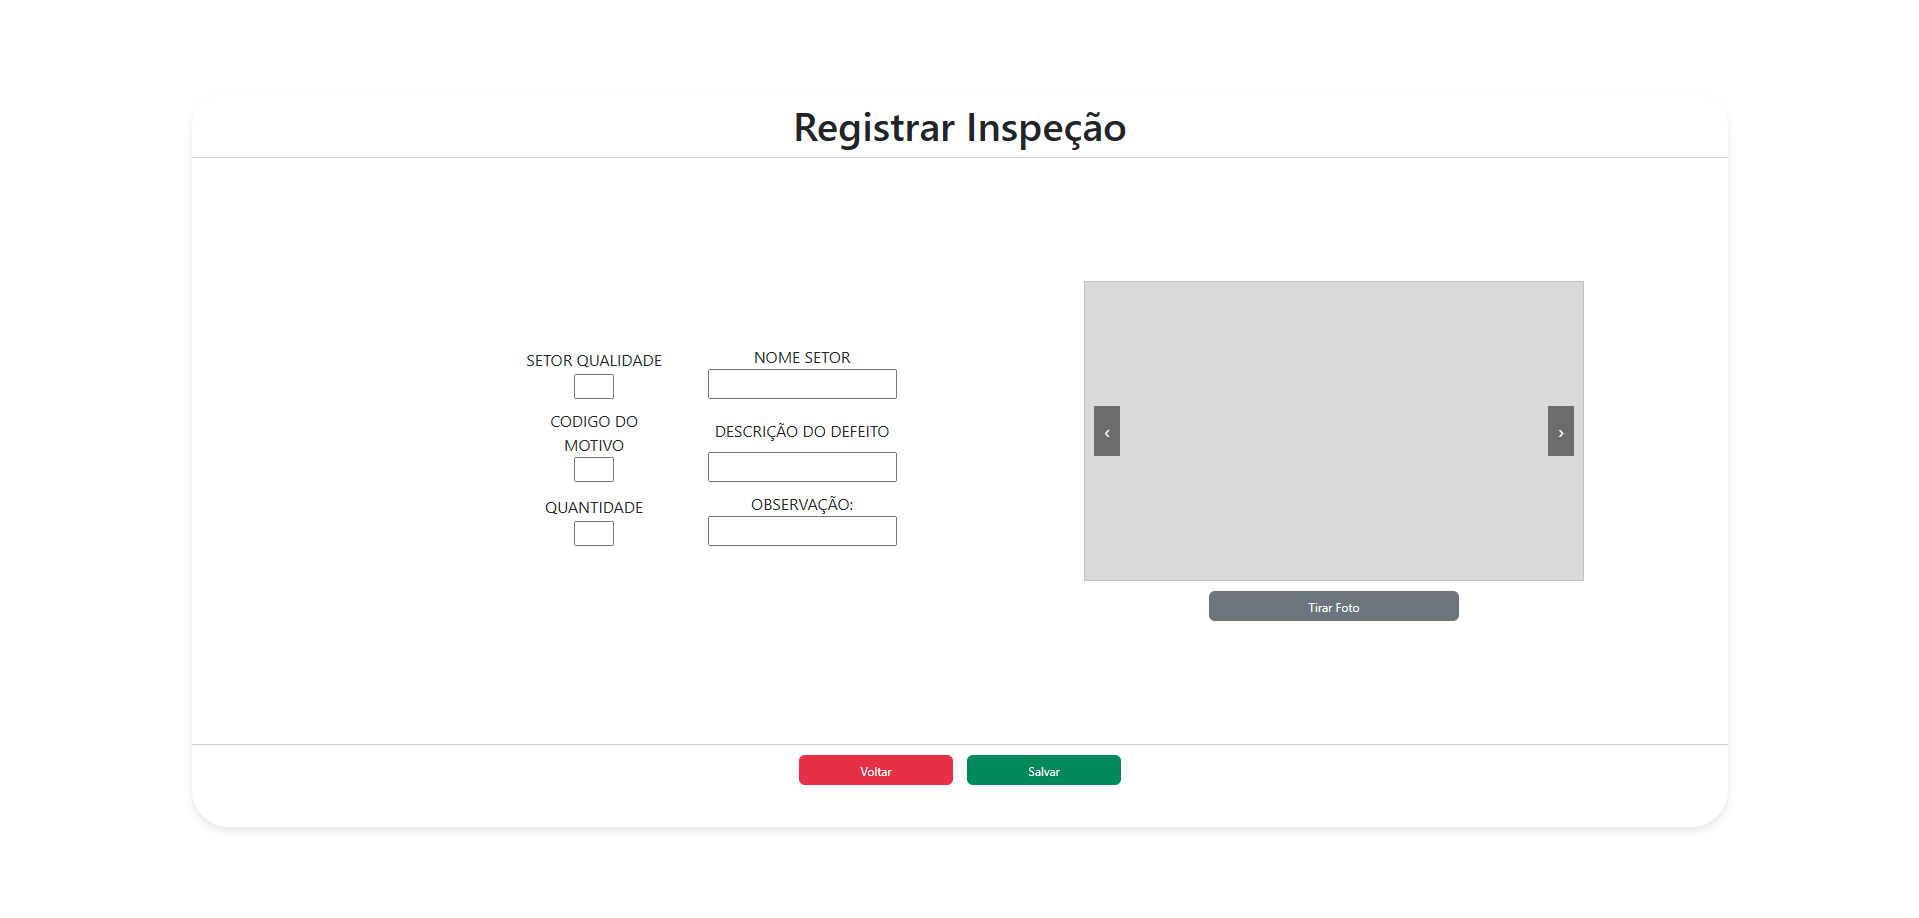 Registrar Inspeção
SETOR QUALIDADE
NOME SETOR
CODIGO DO
MOTIVO
DESCRIÇÃO DO DEFEITO
QUANTIDADE
OBSERVAÇÃO:
‹
›
Tirar Foto
Voltar
Salvar